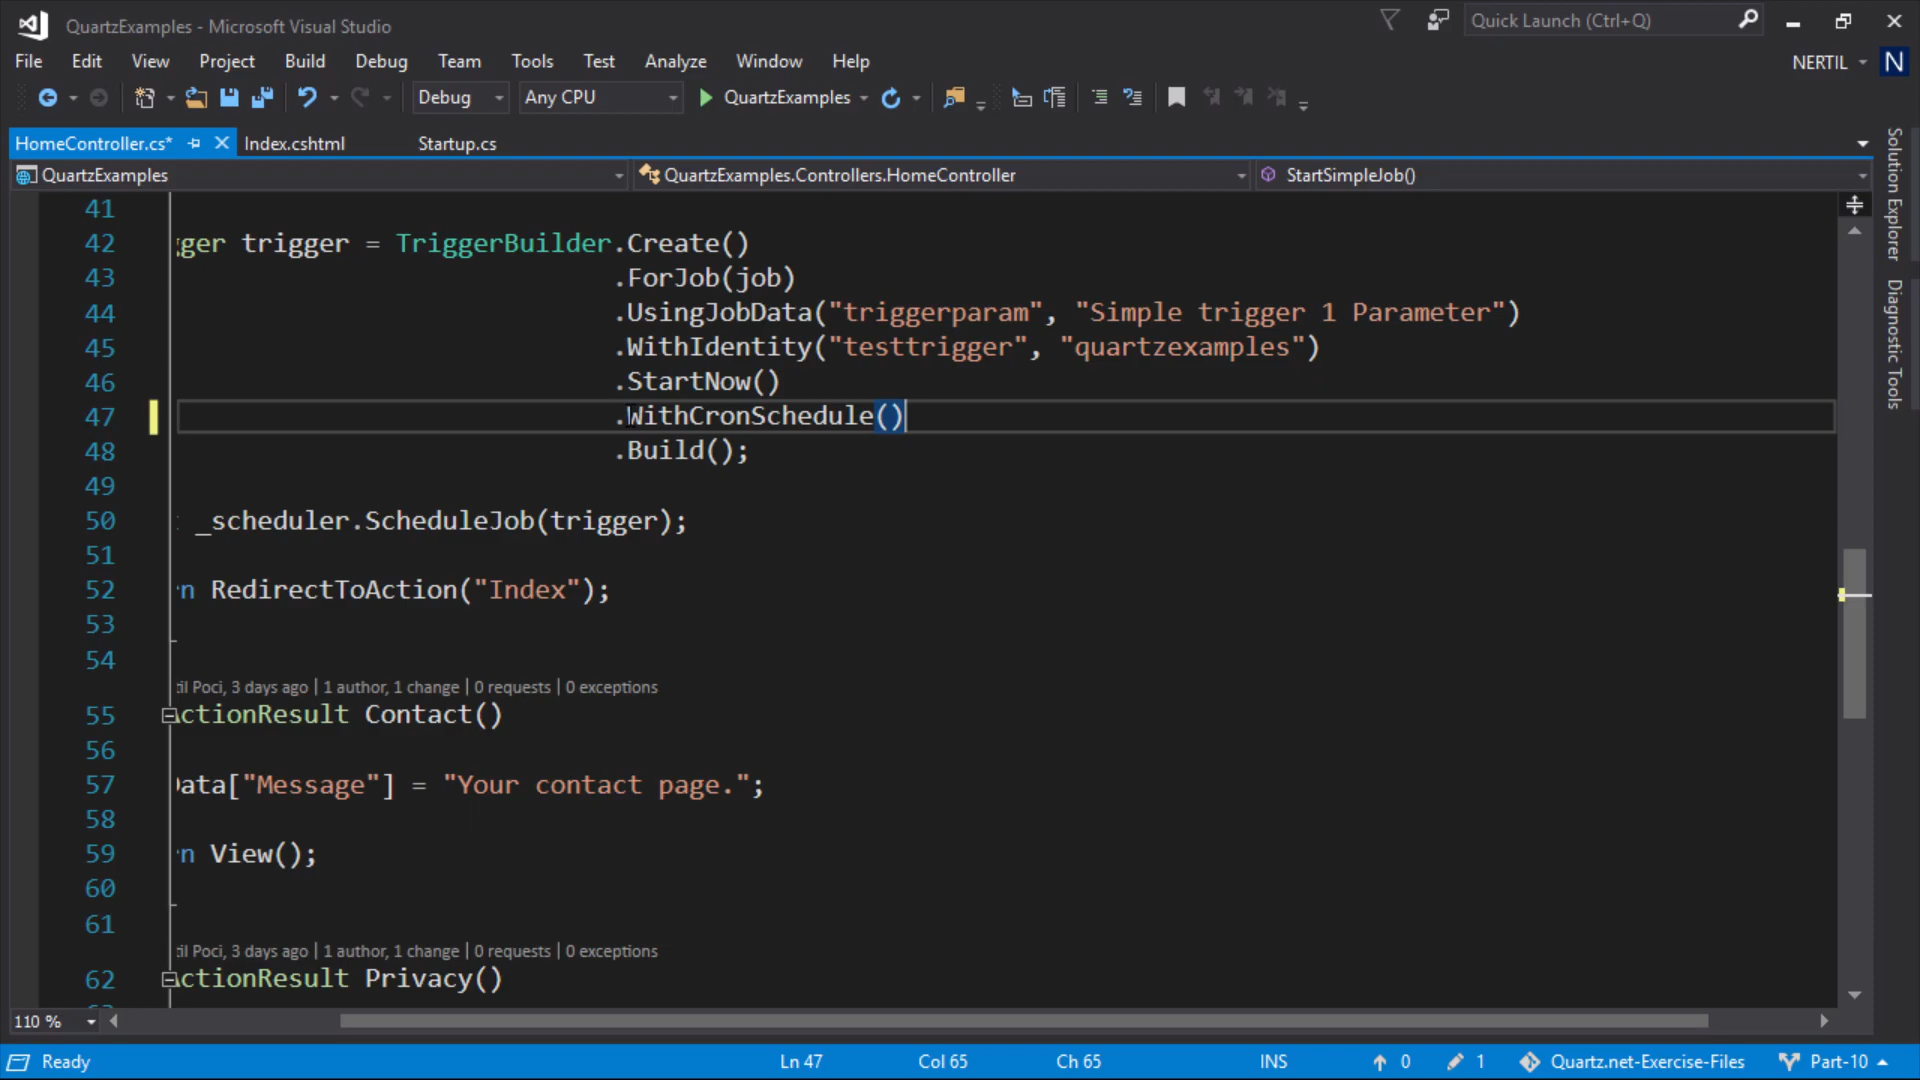 QuartzExamples - Microsoft Visual Studio
Quick Launch (Ctrl+Q)
File Edit View Project Build Debug Team Tools Test Analyze Window Help
NERTIL N
Debug Any CPU QuartzExamples
HomeController.cs* Index.cshtml Startup.cs
QuartzExamples QuartzExamples.Controllers.HomeController StartSimpleJob()
Solution Explorer
Diagnostic Tools
41
42 gger trigger = TriggerBuilder.Create()
43 .ForJob(job)
44 .UsingJobData("triggerparam", "Simple trigger 1 Parameter")
45 .WithIdentity("testtrigger", "quartzexamples")
46 .StartNow()
47 .WithCronSchedule()
48 .Build();
49
50 _scheduler.ScheduleJob(trigger);
51
52 n RedirectToAction("Index");
53
54
til Poci, 3 days ago | 1 author, 1 change | 0 requests | 0 exceptions
55 ActionResult Contact()
56
57 Data["Message"] = "Your contact page.";
58
59 n View();
60
61
til Poci, 3 days ago | 1 author, 1 change | 0 requests | 0 exceptions
62 ActionResult Privacy()
110 %
Ready Ln 47 Col 65 Ch 65 INS 0 1 Quartz.net-Exercise-Files Part-10